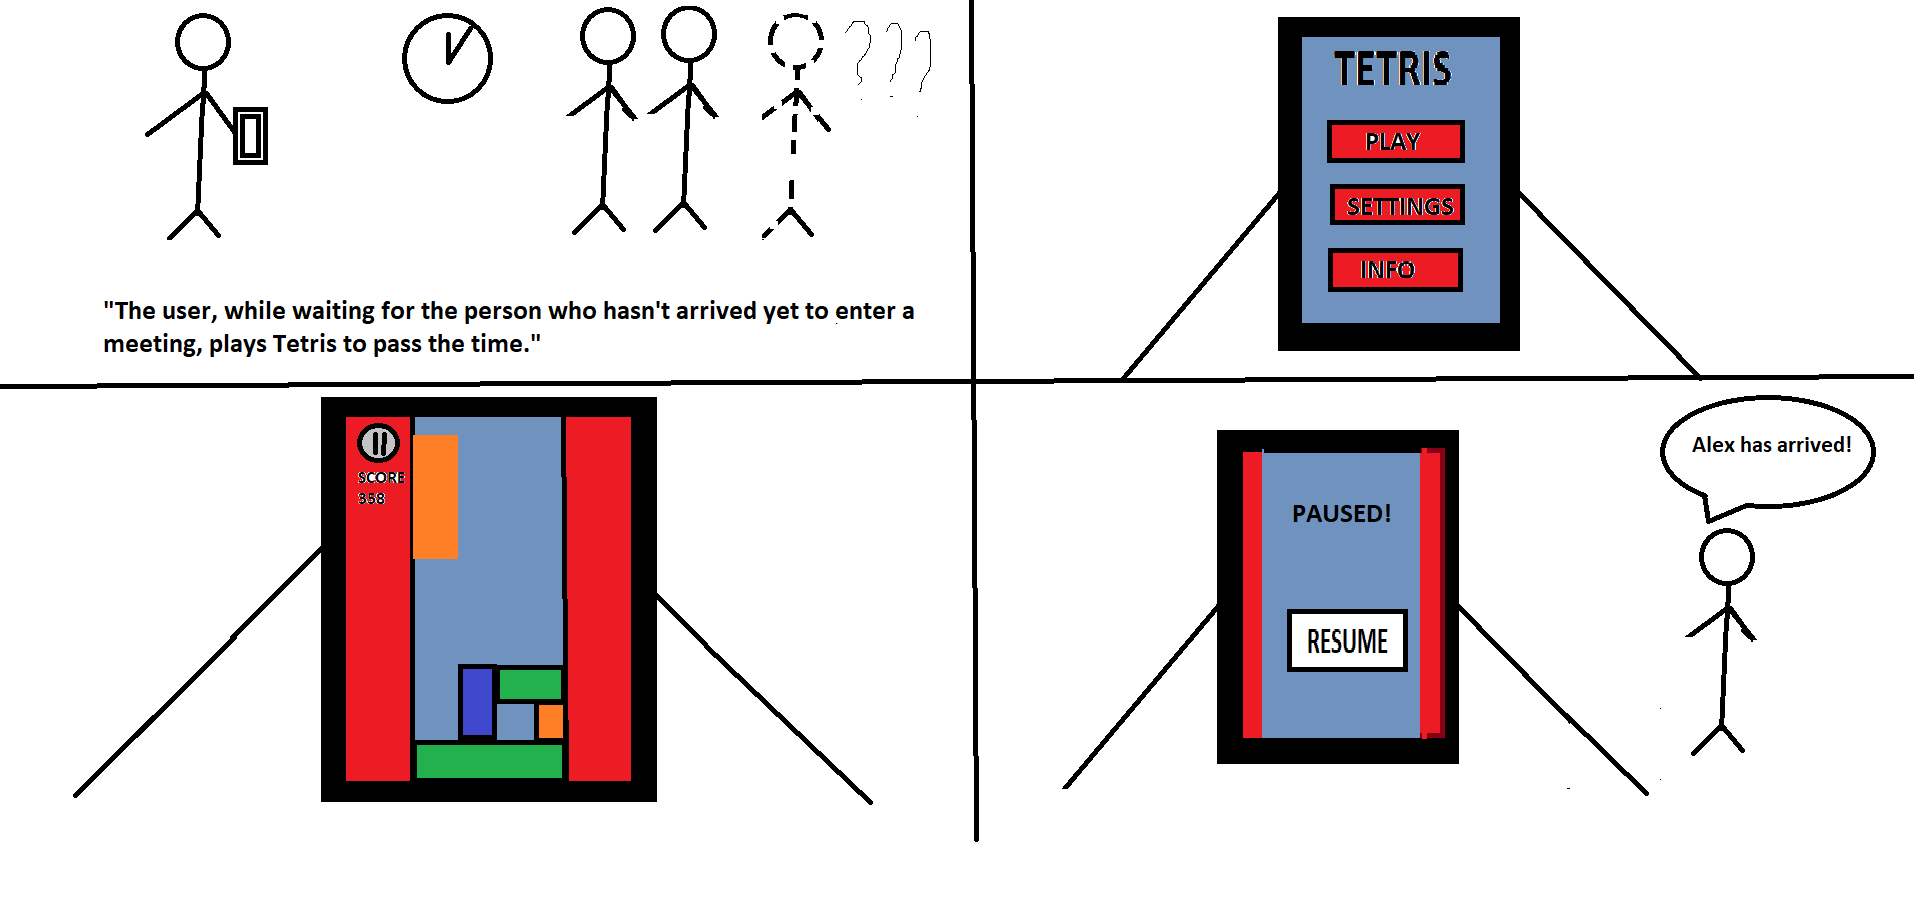 ???
"The user, while waiting for the person who hasn't arrived yet to enter a
meeting, plays Tetris to pass the time."
TETRIS
PLAY
SETTINGS
INFO
SCORE
358
PAUSED!
RESUME
Alex has arrived!